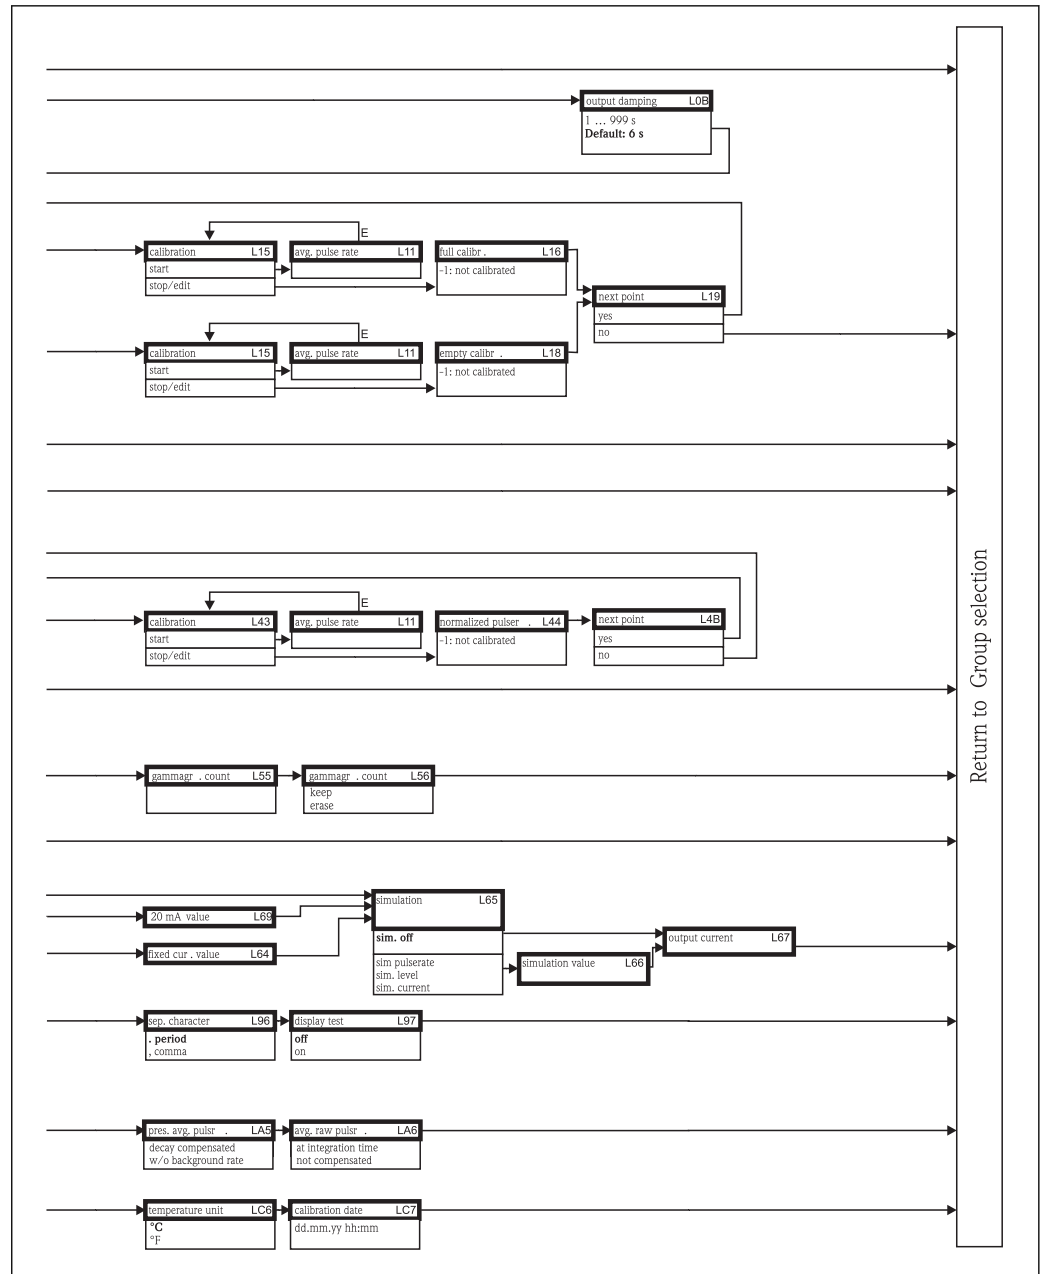 output damping L0B
1 ... 999 s
Default: 6 s
E
calibration L15
avg. pulse rate L11
full calibr . L16
start
-1: not calibrated
stop/edit
next point L19
yes
no
E
calibration L15
avg. pulse rate L11
empty calibr . L18
start
-1: not calibrated
stop/edit
E
calibration L43
avg. pulse rate L11
normalized pulser . L44
next point L4B
start
-1: not calibrated
stop/edit
yes
no
Return to Group selection
gammagr . count L55
gammagr . count L56
keep
erase
simulation L65
20 mA value L69
sim. off
output current L67
fixed cur . value L64
sim pulserate
sim. level
sim. current
simulation value L66
sep. character L96
display test L97
. period
, comma
off
on
pres. avg. pulsr . LA5
avg. raw pulsr . LA6
decay compensated
w/o background rate
at integration time
not compensated
temperature unit LC6
calibration date LC7
°C
°F
dd.mm.yy hh:mm